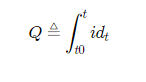 Q ≜ ∫_{t0}^{t} id_t